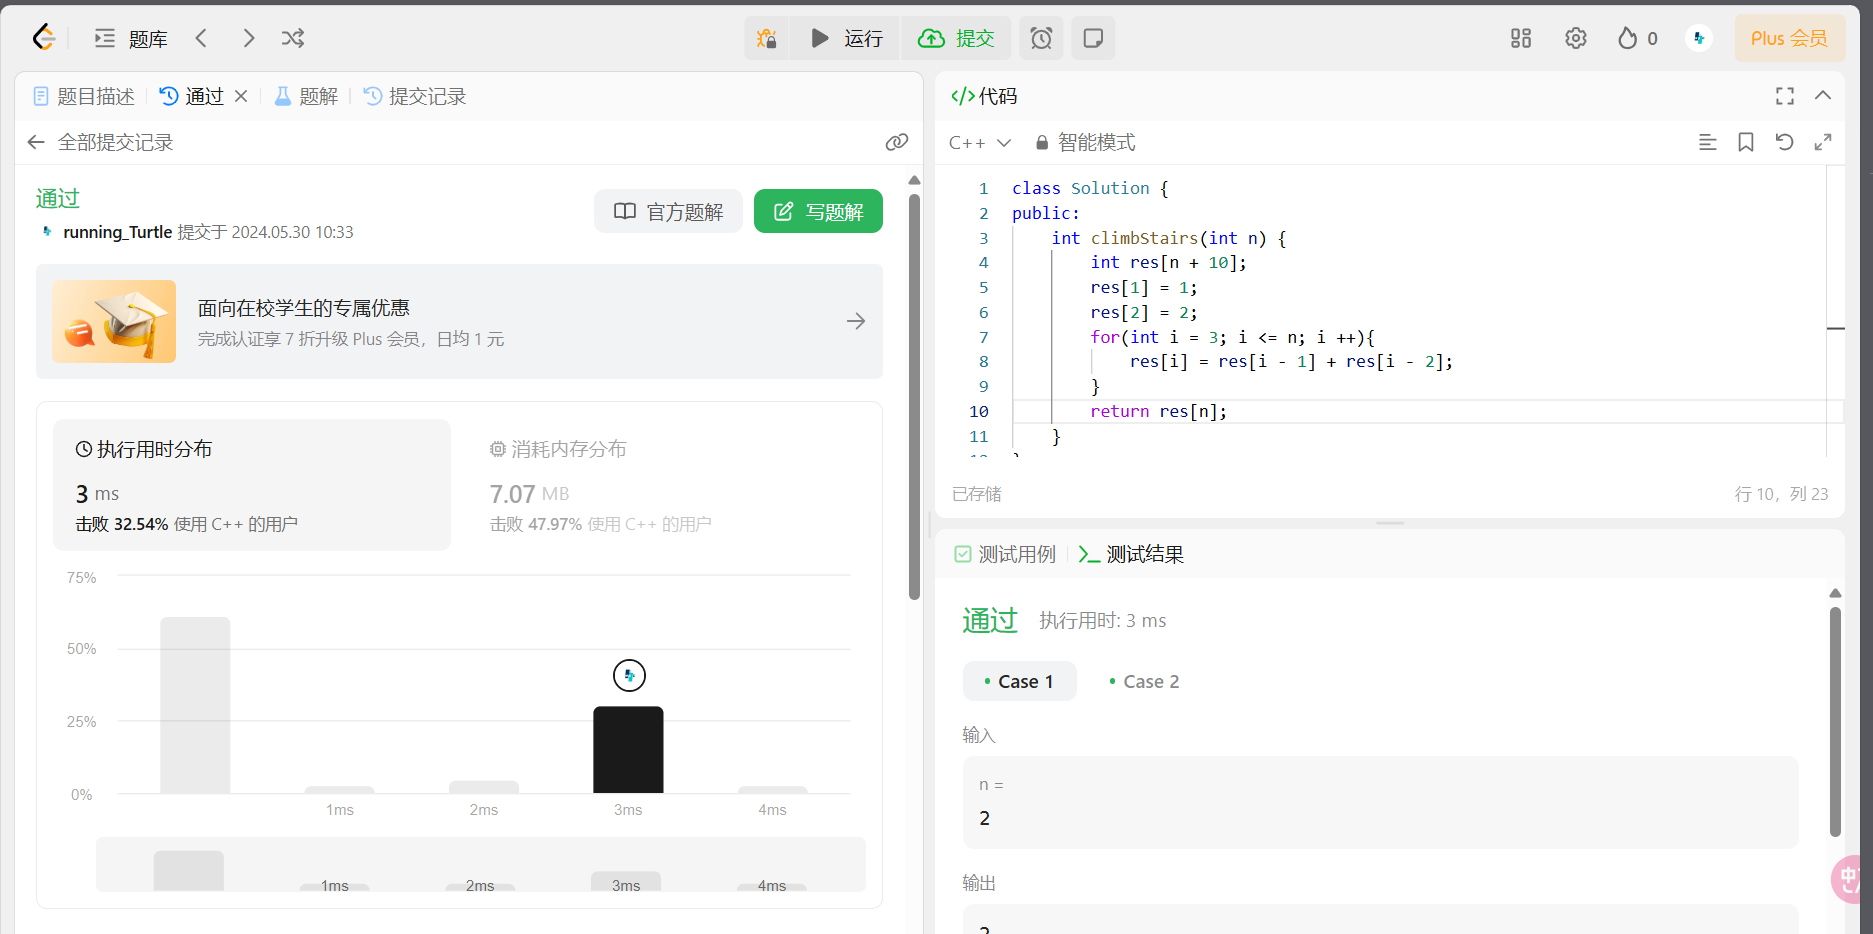 题库
运行
提交
0
Plus 会员
题目描述
通过
题解
提交记录
全部提交记录
通过
running_Turtle 提交于 2024.05.30 10:33
官方题解
写题解
面向在校学生的专属优惠
完成认证享 7 折升级 Plus 会员，日均 1 元
执行用时分布
3 ms
击败 32.54% 使用 C++ 的用户
消耗内存分布
7.07 MB
击败 47.97% 使用 C++ 的用户
75%
50%
25%
0%
1ms
2ms
3ms
4ms
1ms
2ms
3ms
4ms
代码
C++
智能模式
1 class Solution {
2 public:
3     int climbStairs(int n) {
4         int res[n + 10];
5         res[1] = 1;
6         res[2] = 2;
7         for(int i = 3; i <= n; i ++){
8             res[i] = res[i - 1] + res[i - 2];
9         }
10         return res[n];
11     }
已存储
行 10，列 23
测试用例
测试结果
通过
执行用时: 3 ms
Case 1
Case 2
输入
n =
2
输出
2